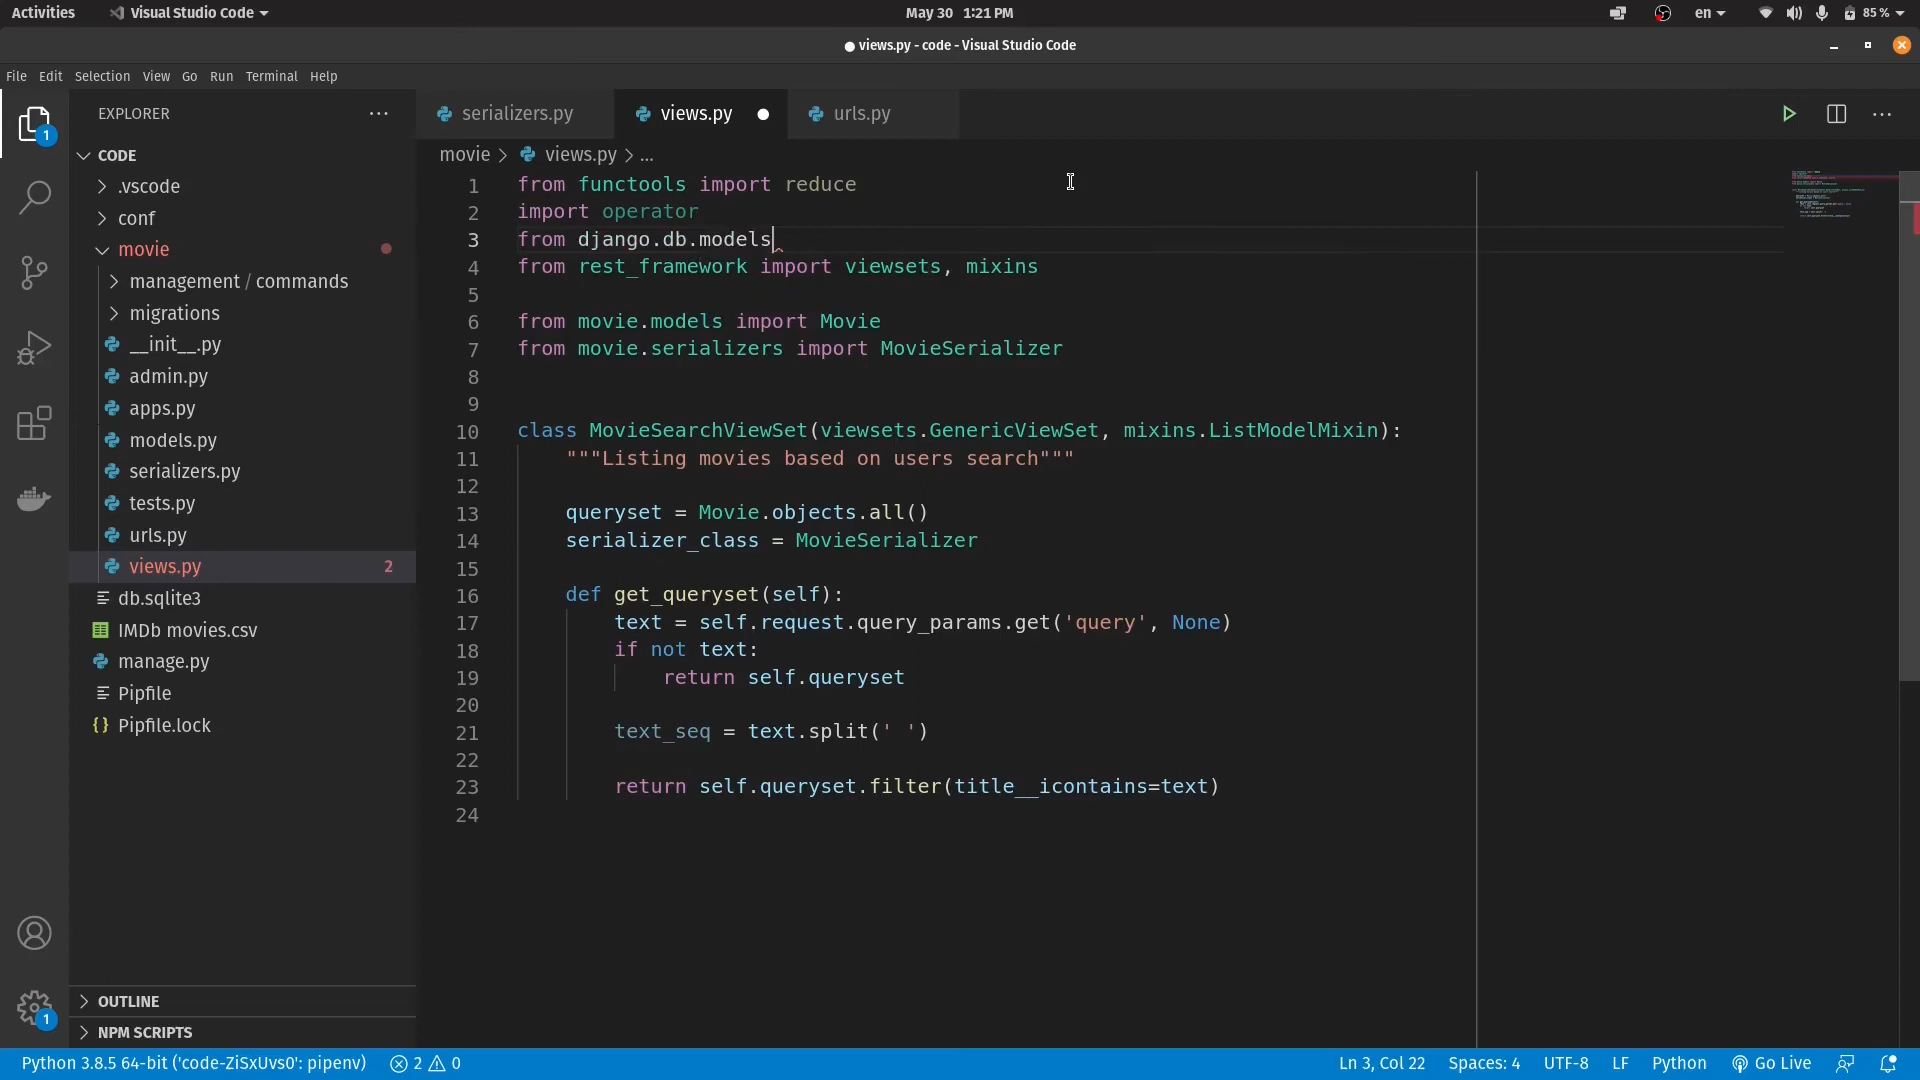 Activities Visual Studio Code May 30 1:21 PM en 85 %
views.py - code - Visual Studio Code
File Edit Selection View Go Run Terminal Help
EXPLORER
1
CODE
.vscode
conf
movie
management / commands
migrations
__init__.py
admin.py
apps.py
models.py
serializers.py
tests.py
urls.py
views.py 2
db.sqlite3
IMDb movies.csv
manage.py
Pipfile
{} Pipfile.lock
OUTLINE
1
NPM SCRIPTS
serializers.py views.py urls.py
movie > views.py > ...
1 from functools import reduce
2 import operator
3 from django.db.models
4 from rest_framework import viewsets, mixins
5
6 from movie.models import Movie
7 from movie.serializers import MovieSerializer
8
9
10 class MovieSearchViewSet(viewsets.GenericViewSet, mixins.ListModelMixin):
11 """Listing movies based on users search"""
12
13 queryset = Movie.objects.all()
14 serializer_class = MovieSerializer
15
16 def get_queryset(self):
17 text = self.request.query_params.get('query', None)
18 if not text:
19 return self.queryset
20
21 text_seq = text.split(' ')
22
23 return self.queryset.filter(title__icontains=text)
24
Python 3.8.5 64-bit ('code-ZiSxUvs0': pipenv) 2 0 Ln 3, Col 22 Spaces: 4 UTF-8 LF Python Go Live